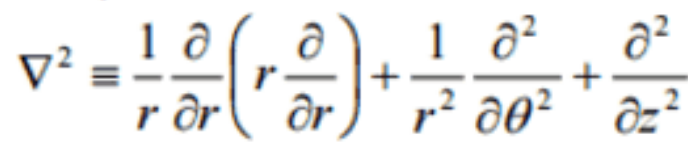 ∇² ≡ 1/r ∂/∂r (r ∂/∂r) + 1/r² ∂²/∂θ² + ∂²/∂z²